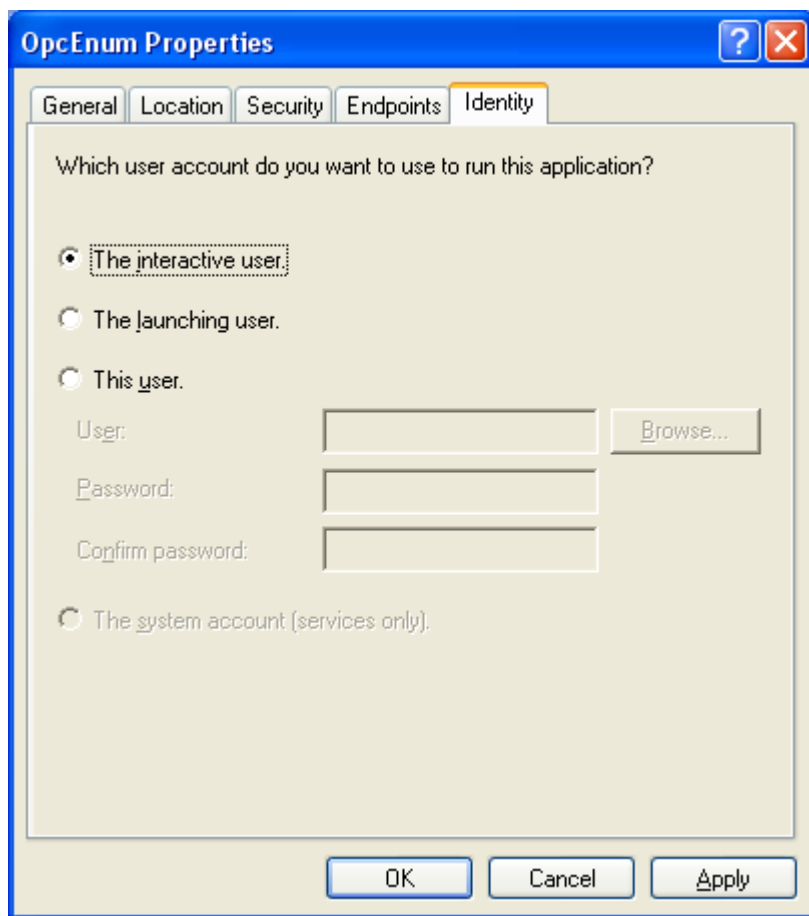 OpcEnum Properties
General Location Security Endpoints Identity
Which user account do you want to use to run this application?
The interactive user.
The launching user.
This user.
User: Browse...
Password:
Confirm password:
The system account (services only).
OK Cancel Apply